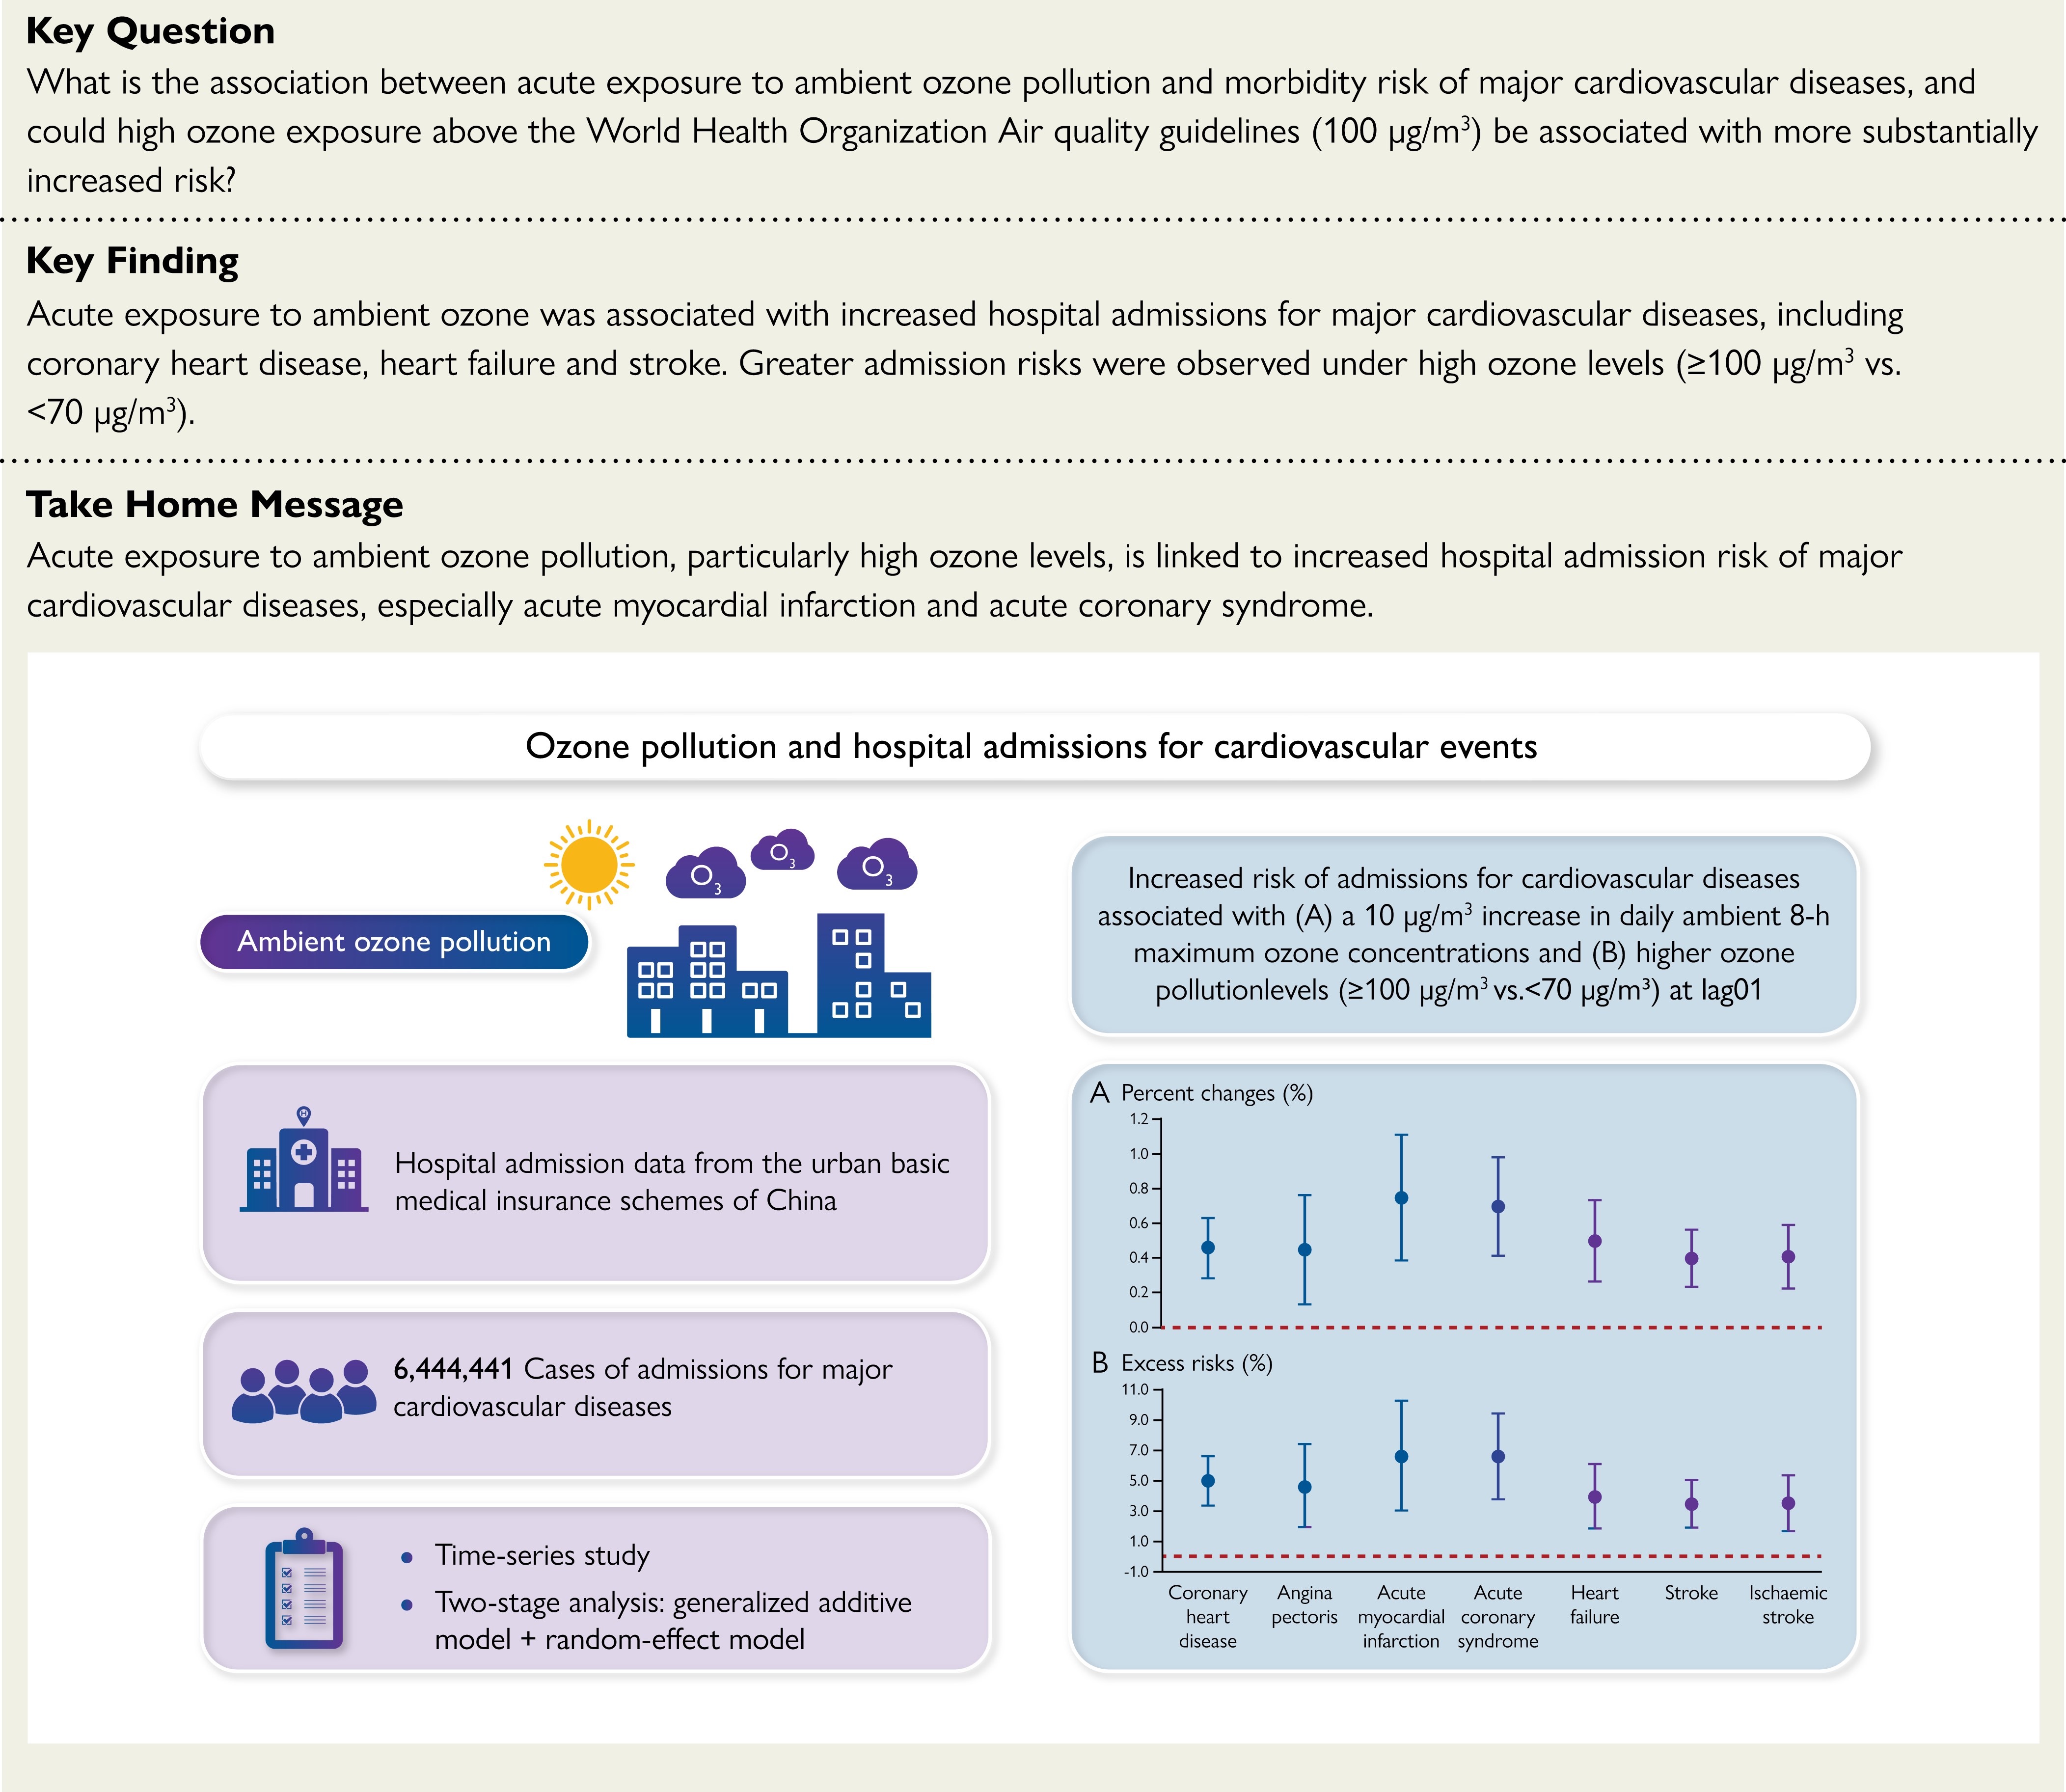 Key Question
What is the association between acute exposure to ambient ozone pollution and morbidity risk of major cardiovascular diseases, and
could high ozone exposure above the World Health Organization Air quality guidelines (100 µg/m³) be associated with more substantially
increased risk?
Key Finding
Acute exposure to ambient ozone was associated with increased hospital admissions for major cardiovascular diseases, including
coronary heart disease, heart failure and stroke. Greater admission risks were observed under high ozone levels (≥100 µg/m³ vs.
<70 µg/m³).
Take Home Message
Acute exposure to ambient ozone pollution, particularly high ozone levels, is linked to increased hospital admission risk of major
cardiovascular diseases, especially acute myocardial infarction and acute coronary syndrome.
Ozone pollution and hospital admissions for cardiovascular events
O₃
O₃
O₃
Ambient ozone pollution
H
Hospital admission data from the urban basic
medical insurance schemes of China
6,444,441 Cases of admissions for major
cardiovascular diseases
• Time-series study
• Two-stage analysis: generalized additive
model + random-effect model
Increased risk of admissions for cardiovascular diseases
associated with (A) a 10 µg/m³ increase in daily ambient 8-h
maximum ozone concentrations and (B) higher ozone
pollutionlevels (≥100 µg/m³ vs.<70 µg/m³) at lag01
A Percent changes (%)
1.2
1.0
0.8
0.6
0.4
0.2
0.0
B Excess risks (%)
11.0
9.0
7.0
5.0
3.0
1.0
-1.0
Coronary
heart
disease
Angina
pectoris
Acute
myocardial
infarction
Acute
coronary
syndrome
Heart
failure
Stroke
Ischaemic
stroke